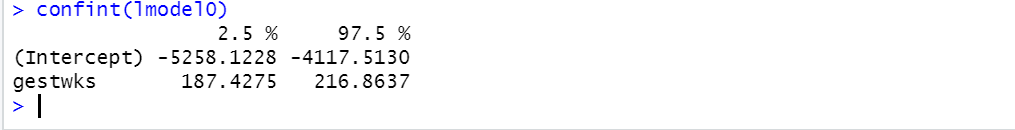 > confint(lmodel0)
2.5 % 97.5 %
(Intercept) -5258.1228 -4117.5130
gestwks 187.4275 216.8637
>